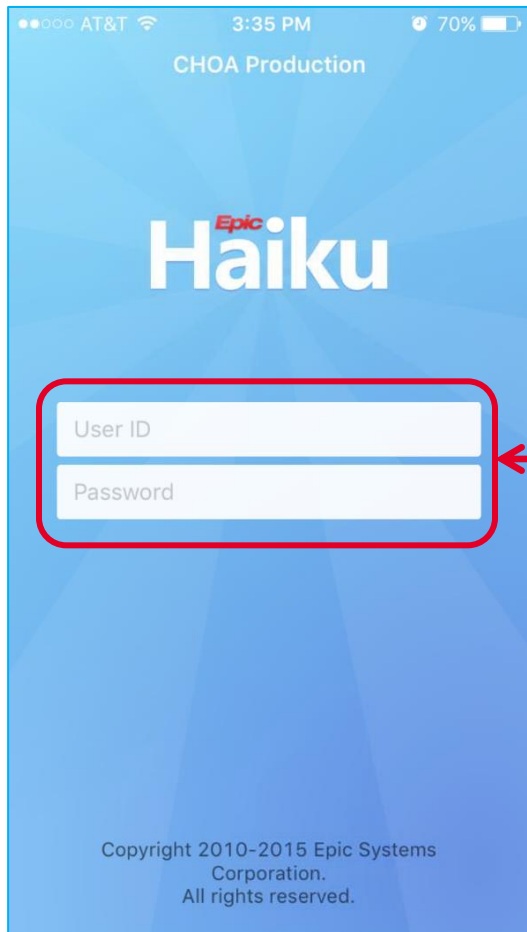 AT&T 3:35 PM 70%
CHOA Production
Epic
Haiku
User ID
Password
Copyright 2010-2015 Epic Systems
Corporation.
All rights reserved.